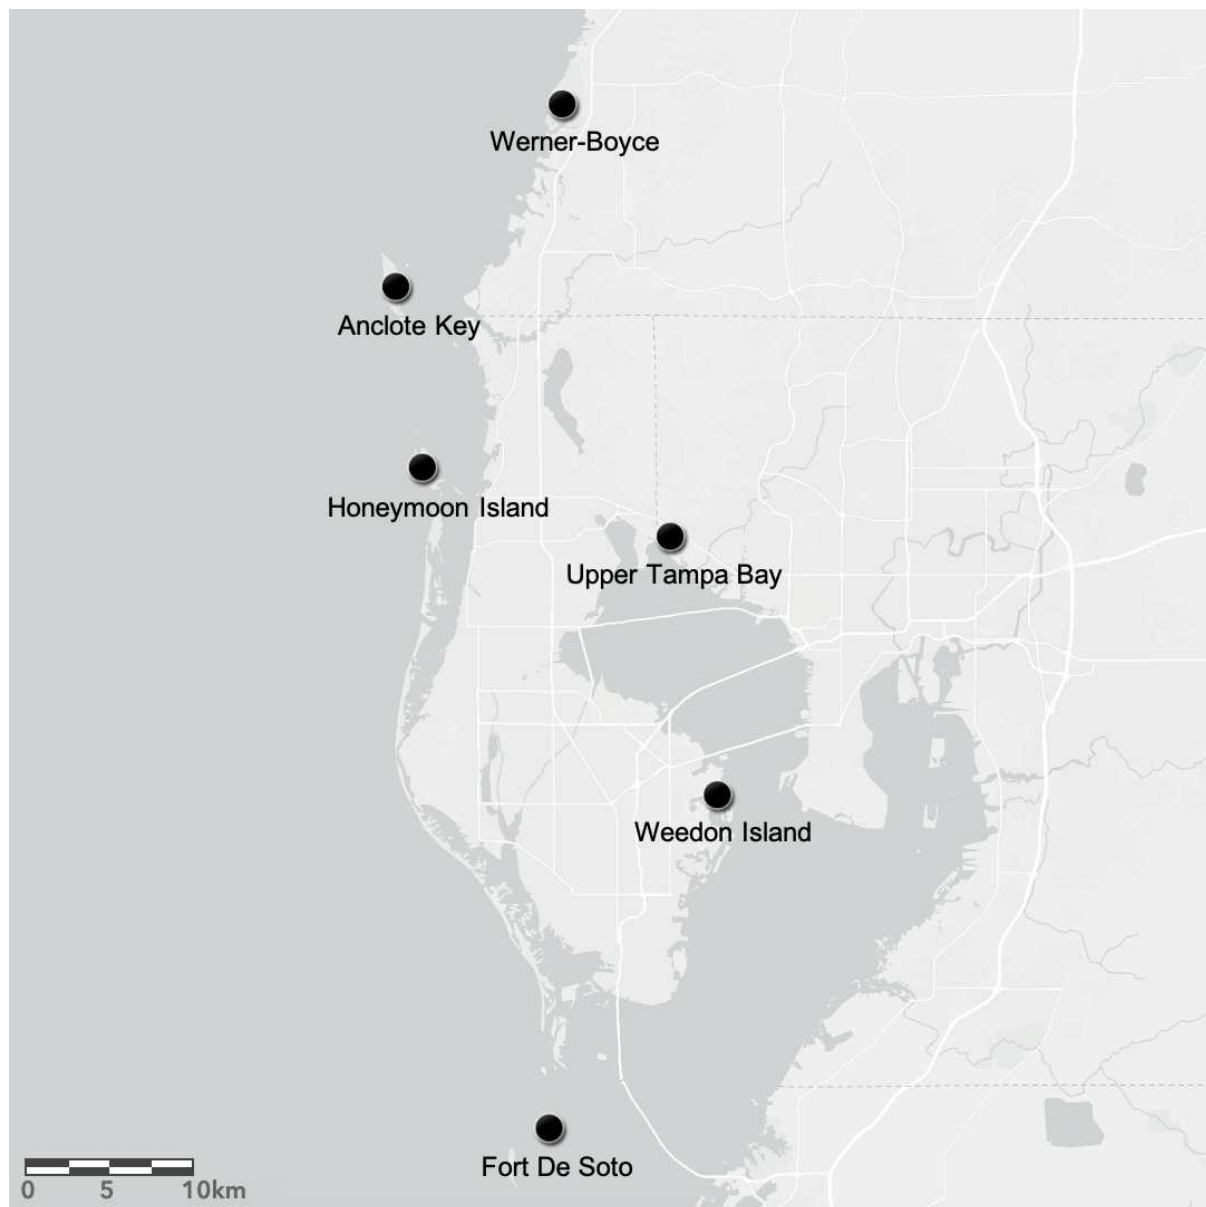 Werner-Boyce
Anclote Key
Honeymoon Island
Upper Tampa Bay
Weedon Island
Fort De Soto
0 5 10km